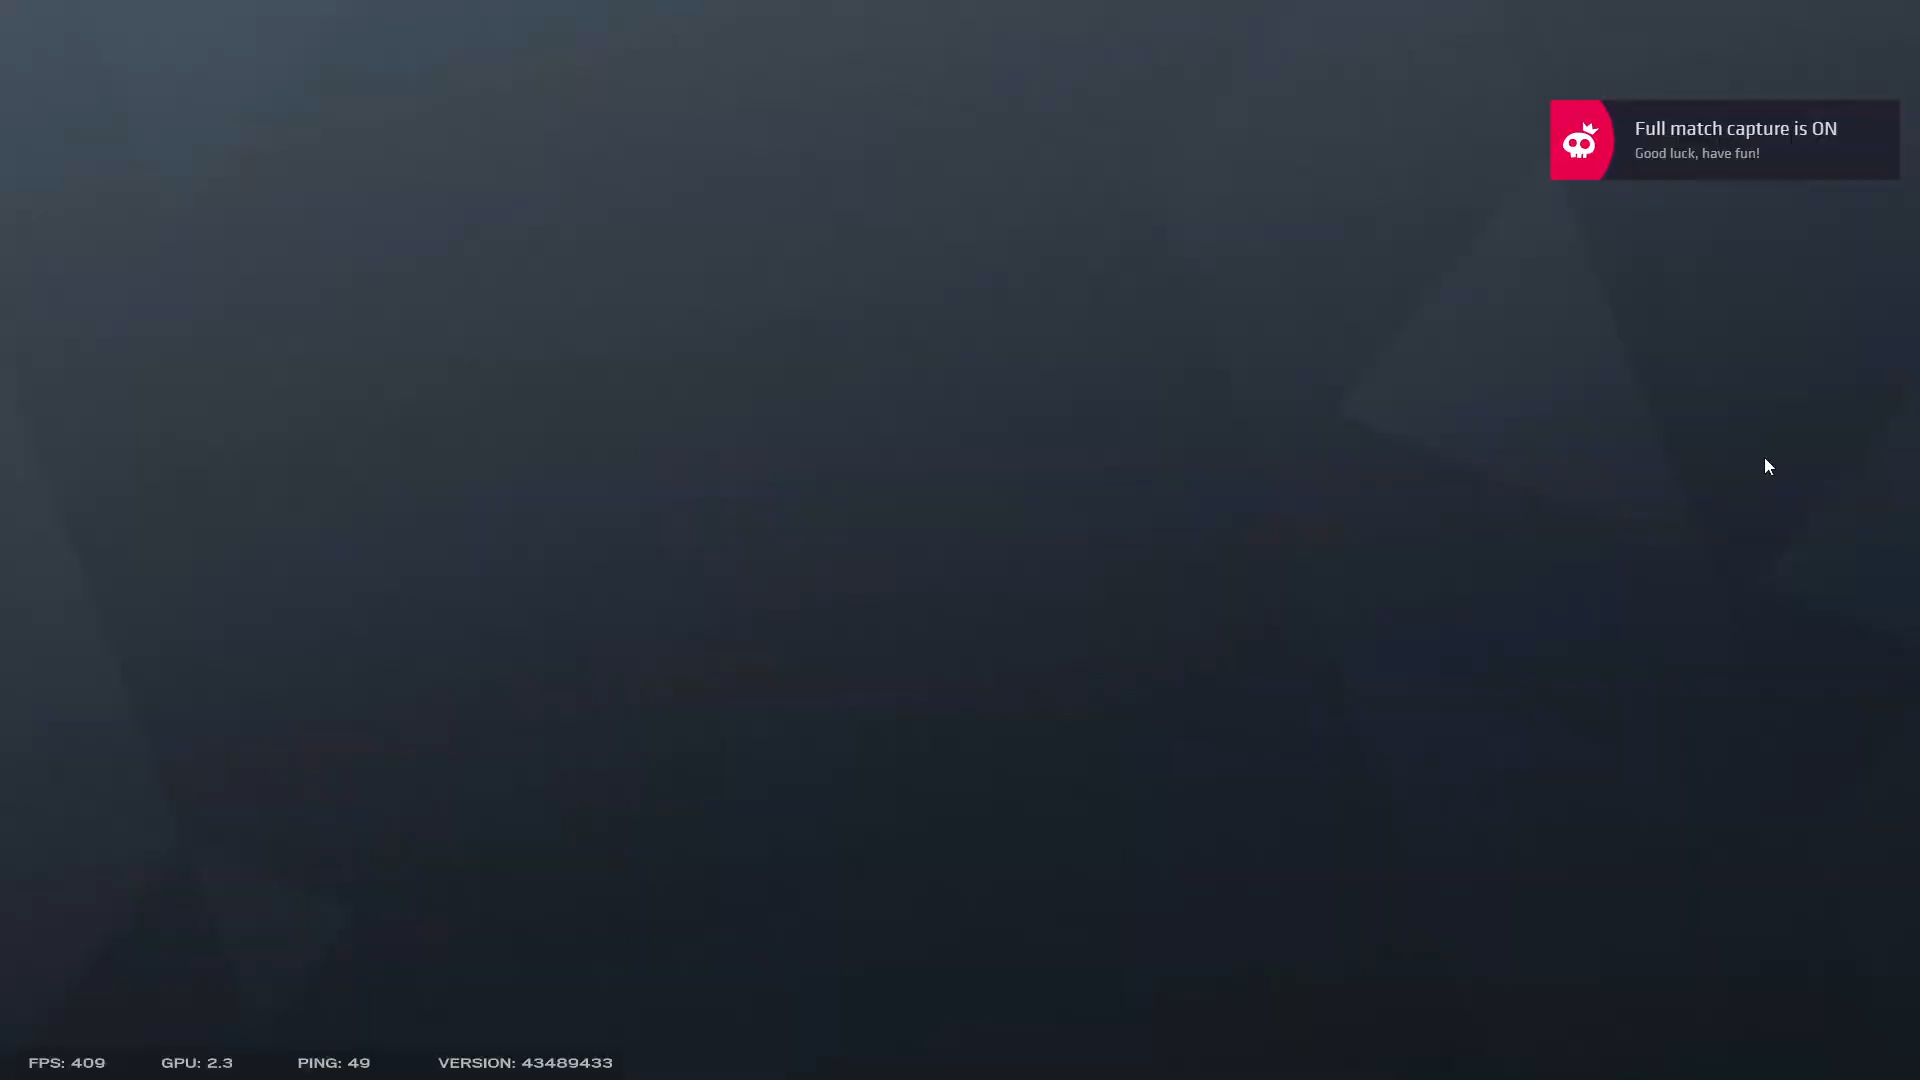 Full match capture is ON
Good luck, have fun!
FPS: 409 GPU: 2.3 PING: 49 VERSION: 43489433